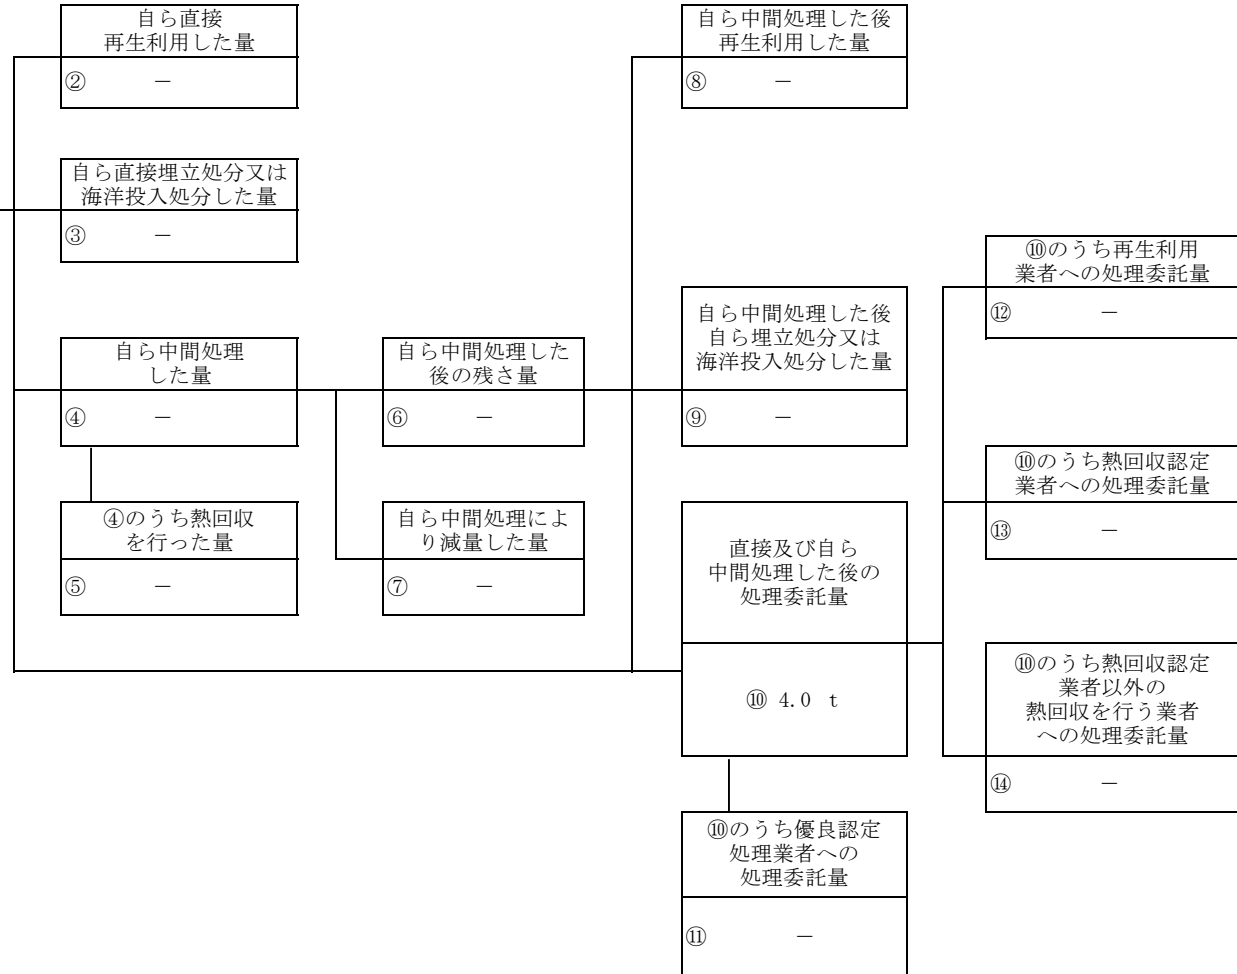 自ら直接
再生利用した量
② －
自ら中間処理した後
再生利用した量
⑧ －
自ら直接埋立処分又は
海洋投入処分した量
③ －
⑩のうち再生利用
業者への処理委託量
⑫ －
自ら中間処理した後
自ら埋立処分又は
海洋投入処分した量
⑨ －
自ら中間処理
した量
④ －
自ら中間処理した
後の残さ量
⑥ －
⑩のうち熱回収認定
業者への処理委託量
⑬ －
④のうち熱回収
を行った量
⑤ －
自ら中間処理によ
り減量した量
⑦ －
直接及び自ら
中間処理した後の
処理委託量
⑩ 4.0 t
⑩のうち熱回収認定
業者以外の
熱回収を行う業者
への処理委託量
⑭ －
⑩のうち優良認定
処理業者への
処理委託量
⑪ －